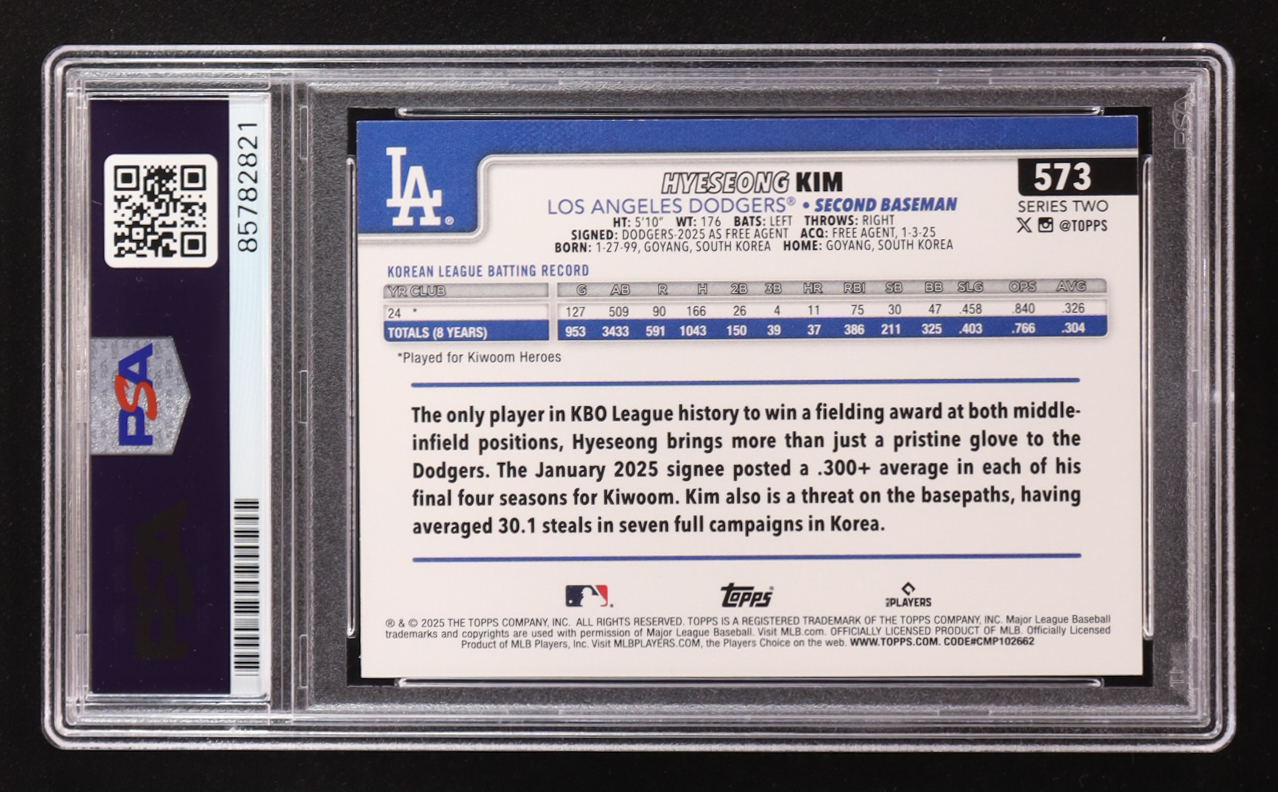 85782821
PSA
PSA
LA
573
SERIES TWO
@TOPPS
HYESEONG KIM
LOS ANGELES DODGERS® • SECOND BASEMAN
HT: 5'10" WT: 176 BATS: LEFT THROWS: RIGHT
SIGNED: DODGERS-2025 AS FREE AGENT ACQ: FREE AGENT, 1-3-25
BORN: 1-27-99, GOYANG, SOUTH KOREA HOME: GOYANG, SOUTH KOREA
KOREAN LEAGUE BATTING RECORD
YR CLUB G AB R H 2B 3B HR RBI SB BB SLG OPS AVG
24 * 127 509 90 166 26 4 11 75 30 47 .458 .840 .326
TOTALS (8 YEARS) 953 3433 591 1043 150 39 37 386 211 325 .403 .766 .304
*Played for Kiwoom Heroes
The only player in KBO League history to win a fielding award at both middle-
infield positions, Hyeseong brings more than just a pristine glove to the
Dodgers. The January 2025 signee posted a .300+ average in each of his
final four seasons for Kiwoom. Kim also is a threat on the basepaths, having
averaged 30.1 steals in seven full campaigns in Korea.
Topps
PLAYERS
® & © 2025 THE TOPPS COMPANY, INC. ALL RIGHTS RESERVED. TOPPS IS A REGISTERED TRADEMARK OF THE TOPPS COMPANY, INC. Major League Baseball
trademarks and copyrights are used with permission of Major League Baseball. Visit MLB.com. OFFICIALLY LICENSED PRODUCT OF MLB. Officially Licensed
Product of MLB Players, Inc. Visit MLBPLAYERS.COM, the Players Choice on the web. WWW.TOPPS.COM. CODE#CMP102662